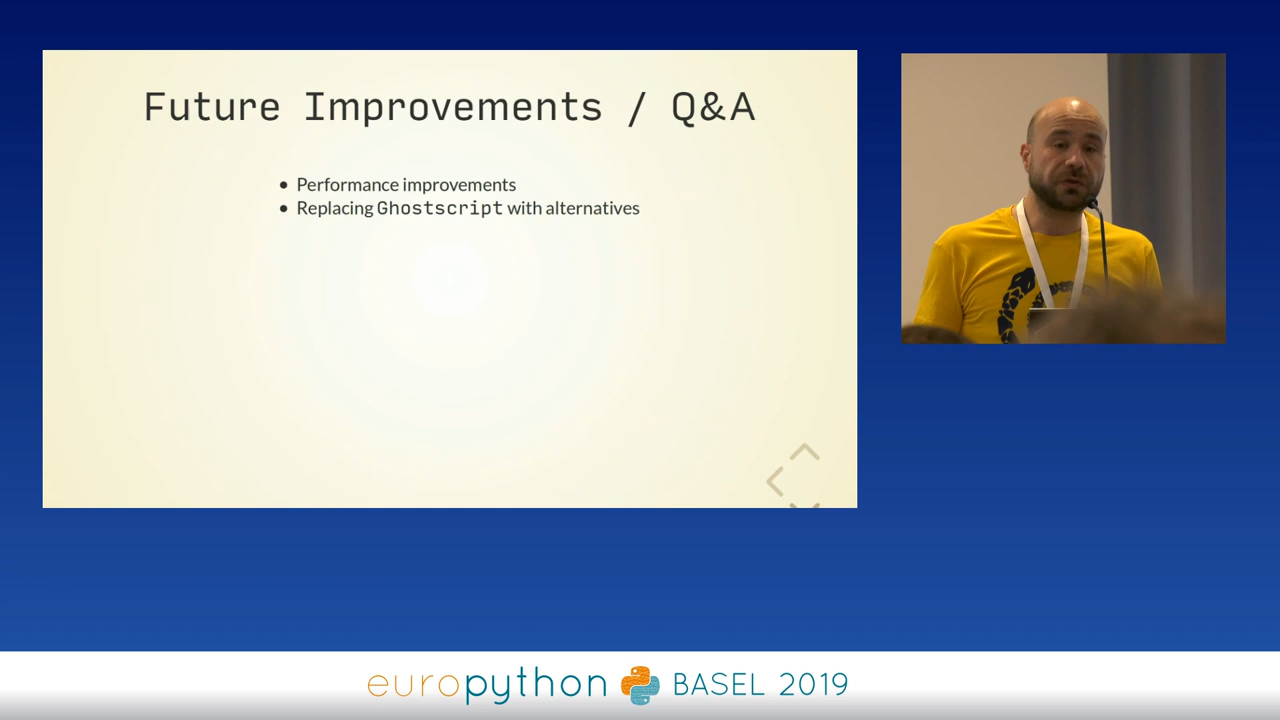 Future Improvements / Q&A
Performance improvements
Replacing Ghostscript with alternatives
europython BASEL 2019